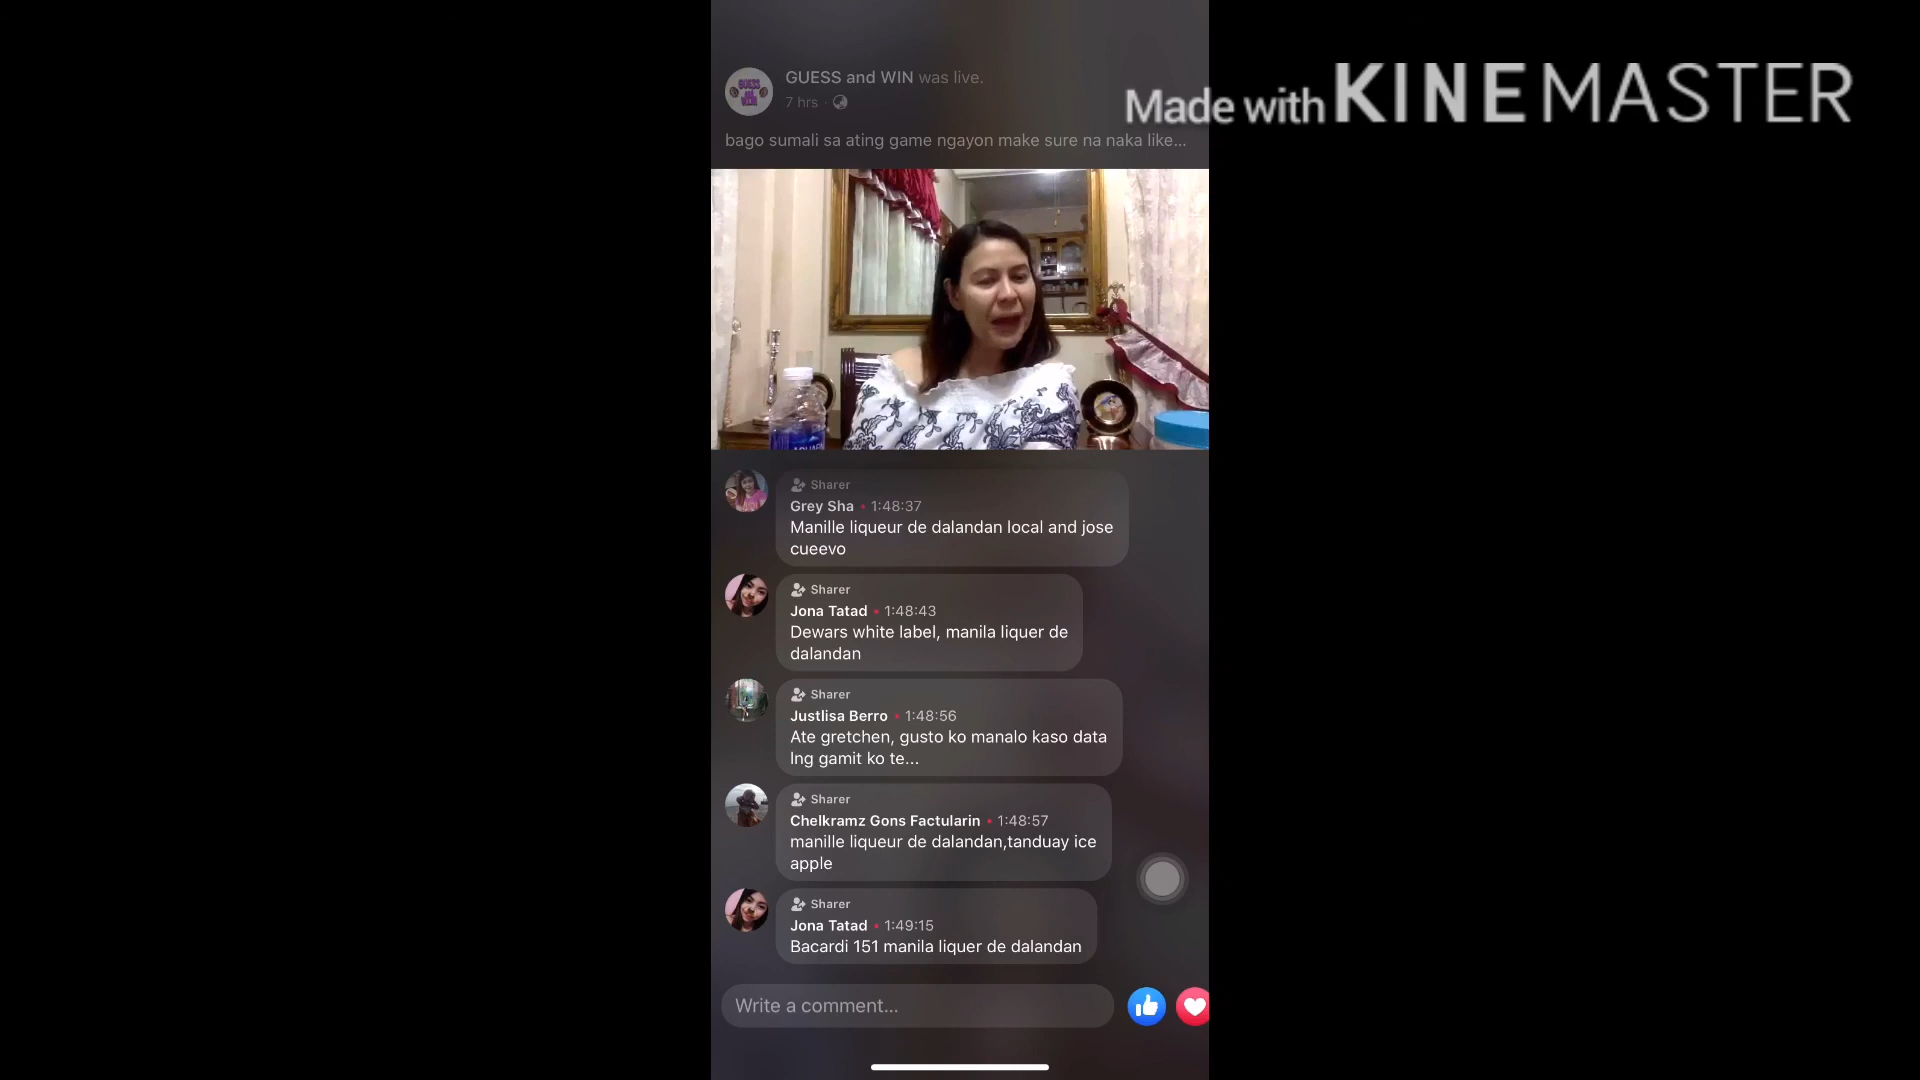 GUESS and WIN was live.
7 hrs ·
bago sumali sa ating game ngayon make sure na naka like...
Made with KINEMASTER
GUESS
WIN
Sharer
Grey Sha • 1:48:37
Manille liqueur de dalandan local and jose
cueevo
Sharer
Jona Tatad • 1:48:43
Dewars white label, manila liquer de
dalandan
Sharer
Justlisa Berro • 1:48:56
Ate gretchen, gusto ko manalo kaso data
lng gamit ko te...
Sharer
Chelkramz Gons Factularin • 1:48:57
manille liqueur de dalandan,tanduay ice
apple
Sharer
Jona Tatad • 1:49:15
Bacardi 151 manila liquer de dalandan
Write a comment...